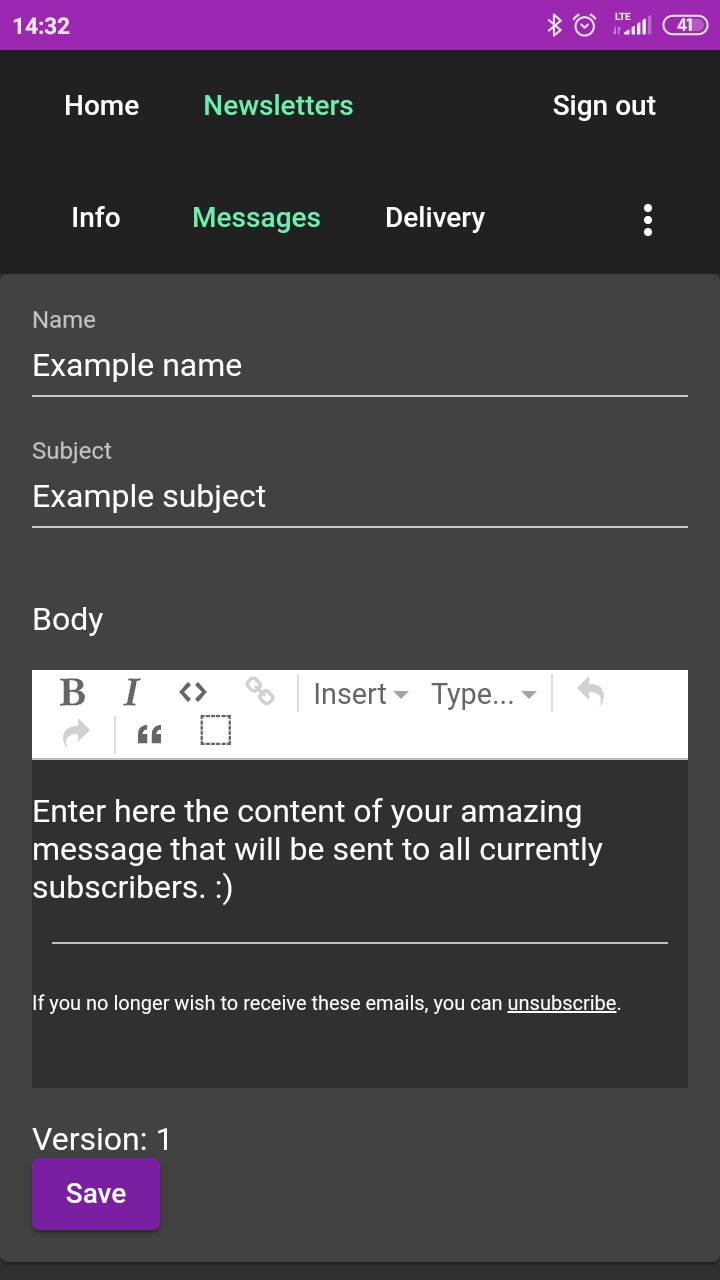 14:32 LTE 41
Home Newsletters Sign out
Info Messages Delivery
Name
Example name
Subject
Example subject
Body
B I <> Insert Type...
“
Enter here the content of your amazing
message that will be sent to all currently
subscribers. :)
If you no longer wish to receive these emails, you can unsubscribe.
Version: 1
Save